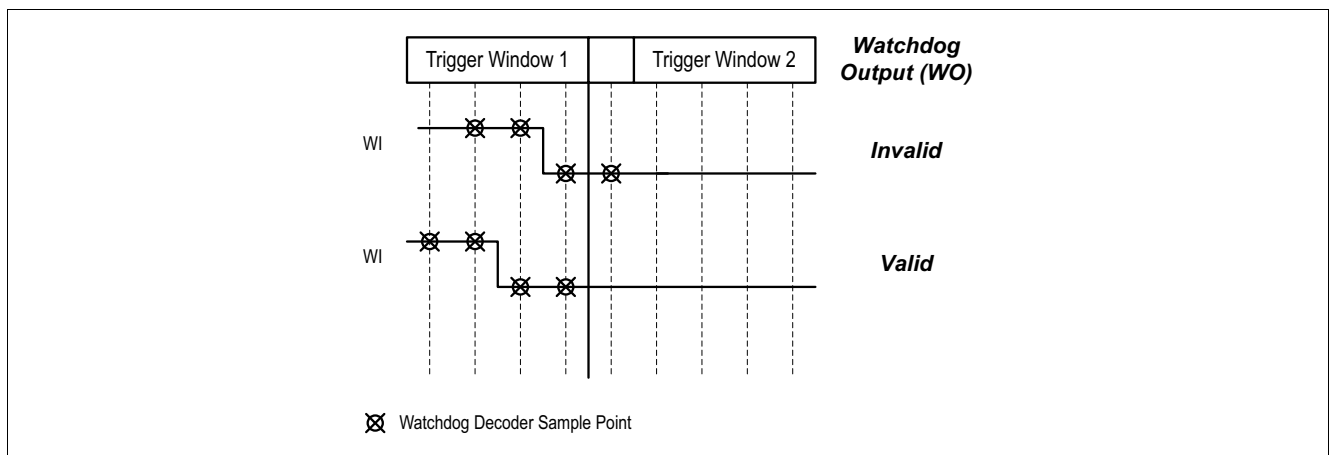 Trigger Window 1
Trigger Window 2
Watchdog
Output (WO)
WI
Invalid
WI
Valid
Watchdog Decoder Sample Point